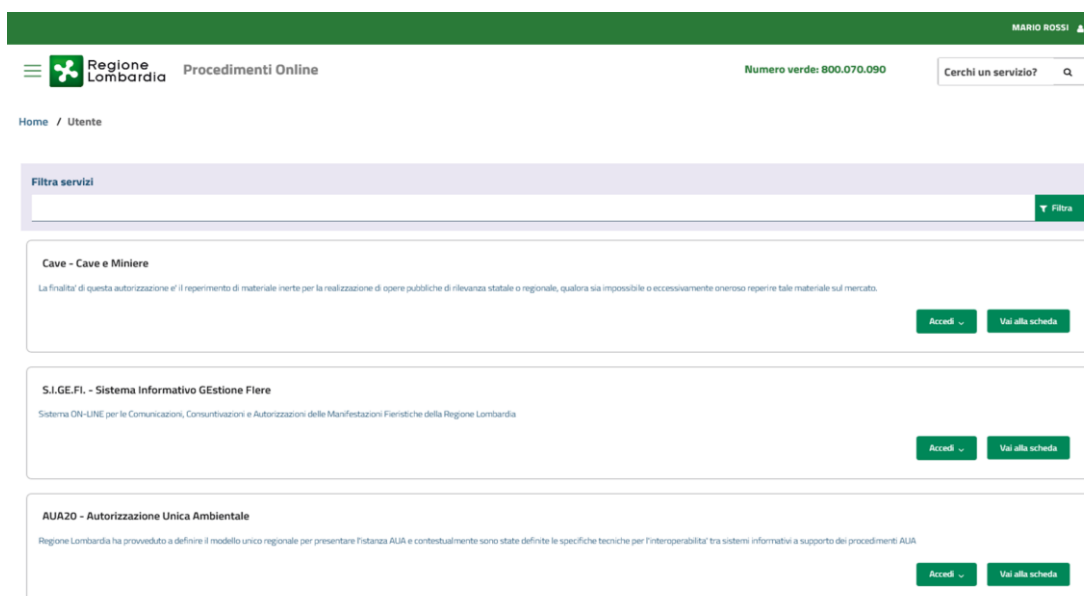 MARIO ROSSI
Regione
Lombardia
Procedimenti Online
Numero verde: 800.070.090
Cerchi un servizio?
Home / Utente
Filtra servizi
Filtra
Cave - Cave e Miniere
La finalita' di questa autorizzazione e' il reperimento di materiale inerte per la realizzazione di opere pubbliche di rilevanza statale o regionale, qualora sia impossibile o eccessivamente oneroso reperire tale materiale sul mercato.
Accedi Vai alla scheda
S.I.GE.FI. - Sistema Informativo GEstione FIere
Sistema ON-LINE per le Comunicazioni, Consuntivazioni e Autorizzazioni delle Manifestazioni Fieristiche della Regione Lombardia
Accedi Vai alla scheda
AUA20 - Autorizzazione Unica Ambientale
Regione Lombardia ha provveduto a definire il modello unico regionale per presentare l'istanza AUA e contestualmente sono state definite le specifiche tecniche per l'interoperabilita' tra sistemi informativi a supporto dei procedimenti AUA
Accedi Vai alla scheda